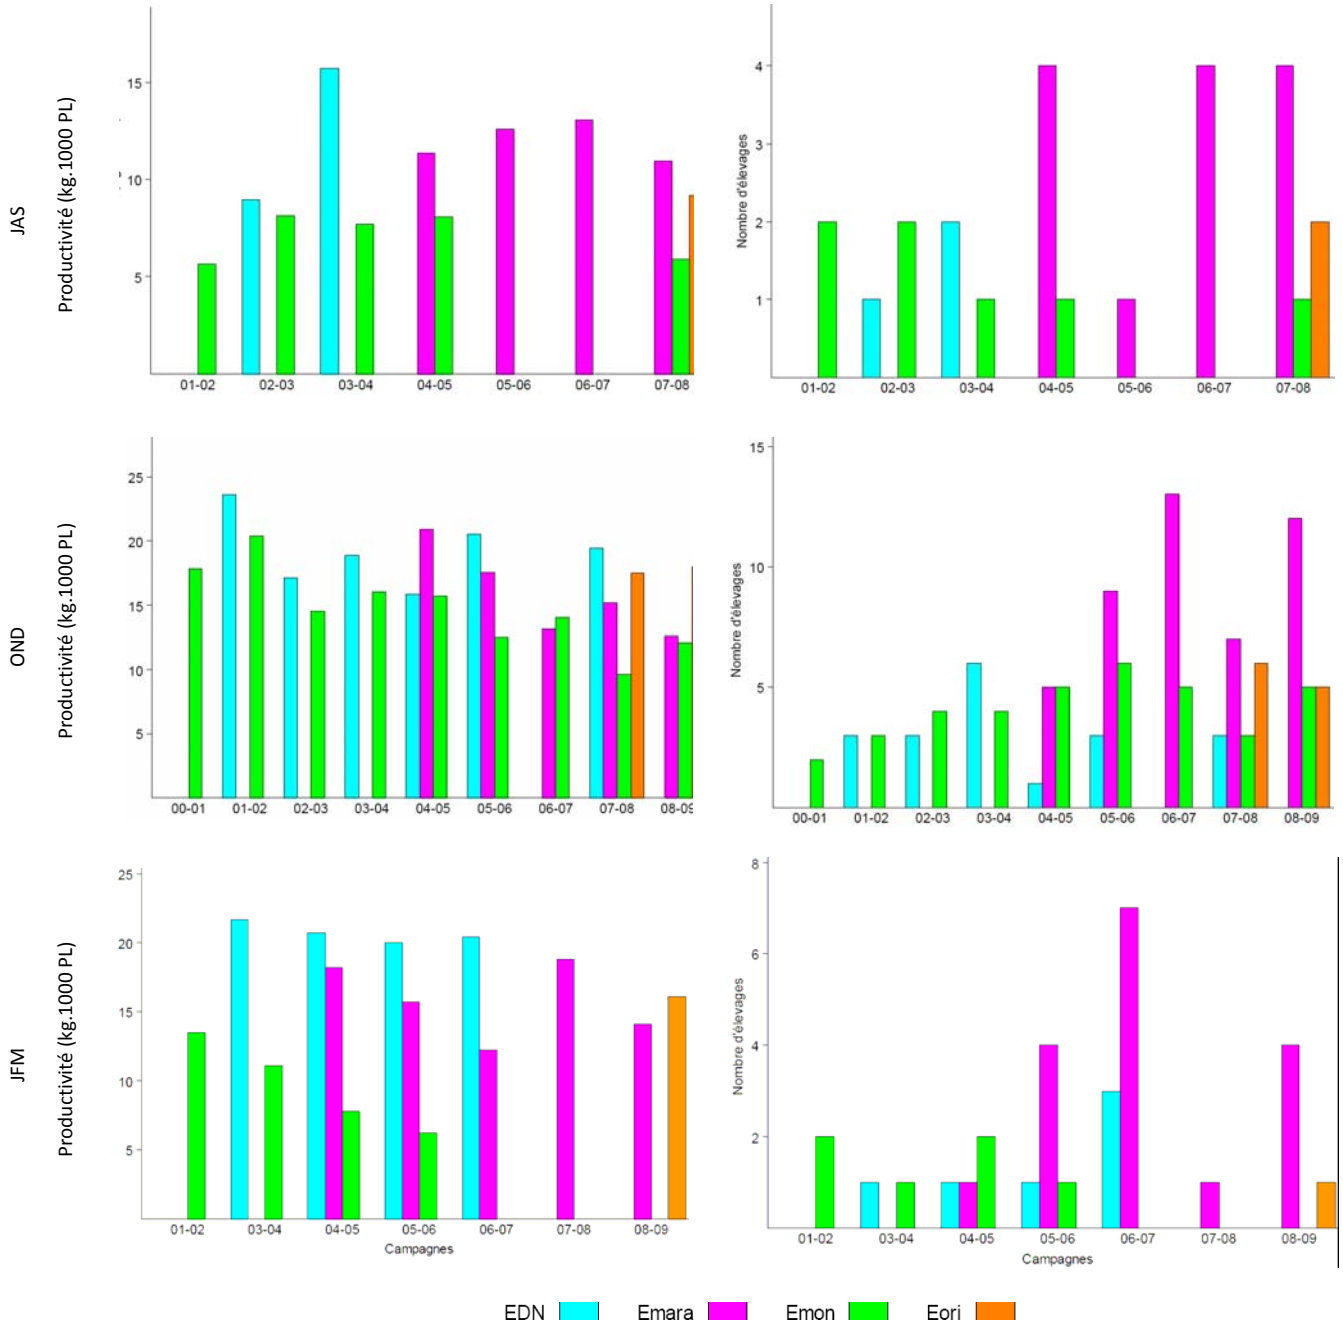 JAS
Productivité (kg.1000 PL)
15
10
5
01-02 02-03 03-04 04-05 05-06 06-07 07-08
Nombre d'élevages
4
3
2
1
01-02 02-03 03-04 04-05 05-06 06-07 07-08
OND
Productivité (kg.1000 PL)
25
20
15
10
5
00-01 01-02 02-03 03-04 04-05 05-06 06-07 07-08 08-09
Nombre d'élevages
15
10
5
00-01 01-02 02-03 03-04 04-05 05-06 06-07 07-08 08-09
JFM
Productivité (kg.1000 PL)
25
20
15
10
5
01-02 03-04 04-05 05-06 06-07 07-08 08-09
Campagnes
Nombre d'élevages
8
6
4
2
01-02 03-04 04-05 05-06 06-07 07-08 08-09
Campagnes
EDN Emara Emon Eori